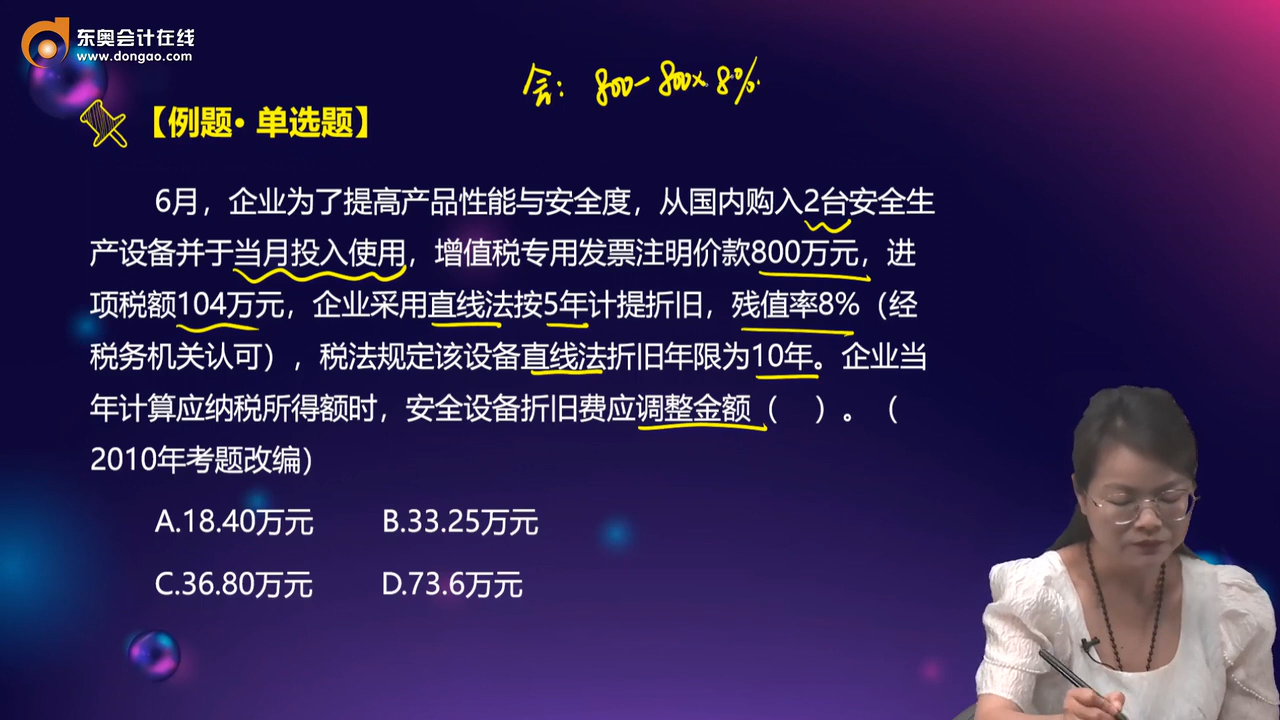 东奥会计在线
www.dongao.com
会：800-800×8%
【例题·单选题】
6月，企业为了提高产品性能与安全度，从国内购入2台安全生
产设备并于当月投入使用，增值税专用发票注明价款800万元，进
项税额104万元，企业采用直线法按5年计提折旧，残值率8%（经
税务机关认可），税法规定该设备直线法折旧年限为10年。企业当
年计算应纳税所得额时，安全设备折旧费应调整金额（　）。（
2010年考题改编）
A.18.40万元　　B.33.25万元
C.36.80万元　　D.73.6万元